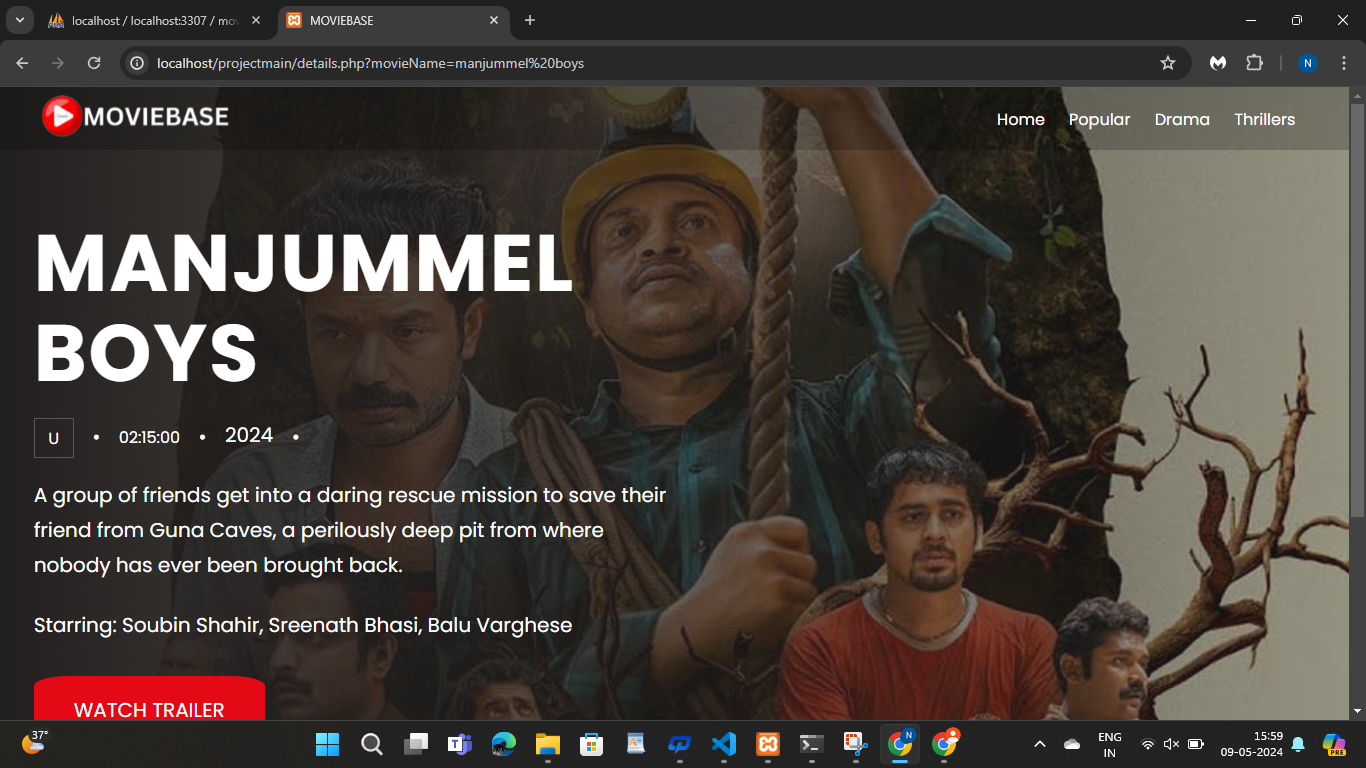 localhost / localhost:3307 / mov
MOVIEBASE
localhost/projectmain/details.php?movieName=manjummel%20boys
N
MOVIEBASE
Home Popular Drama Thrillers
MANJUMMEL
BOYS
U • 02:15:00 • 2024 •
A group of friends get into a daring rescue mission to save their
friend from Guna Caves, a perilously deep pit from where
nobody has ever been brought back.
Starring: Soubin Shahir, Sreenath Bhasi, Balu Varghese
WATCH TRAILER
37°
N
ENG
IN
15:59
09-05-2024
PRE